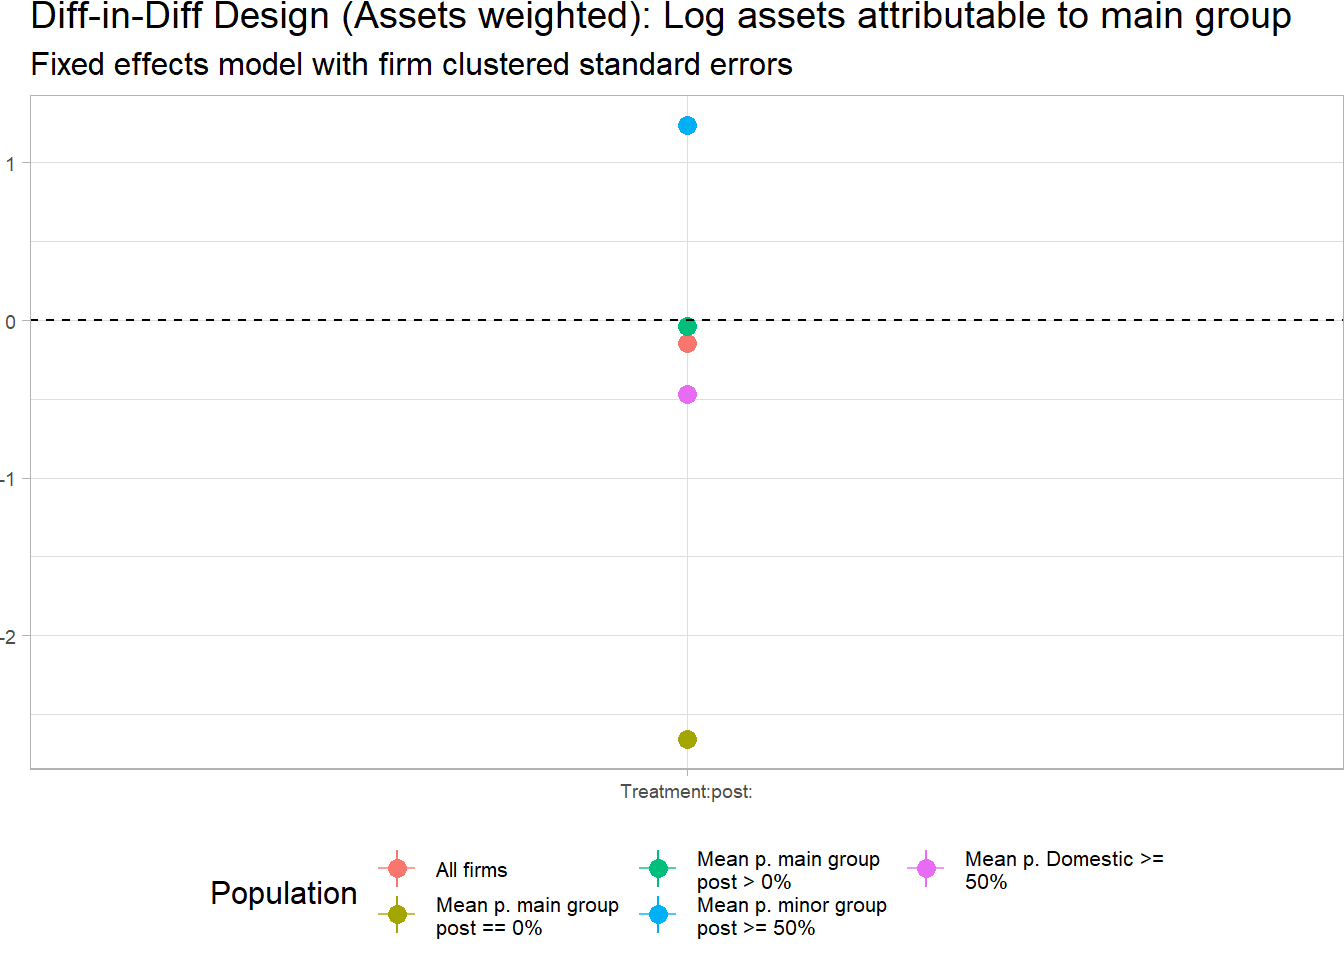 Diff-in-Diff Design (Assets weighted): Log assets attributable to main group
Fixed effects model with firm clustered standard errors
1
0
-1
-2
Treatment:post:
Population
All firms
Mean p. main group
post == 0%
Mean p. main group
post > 0%
Mean p. minor group
post >= 50%
Mean p. Domestic >=
50%